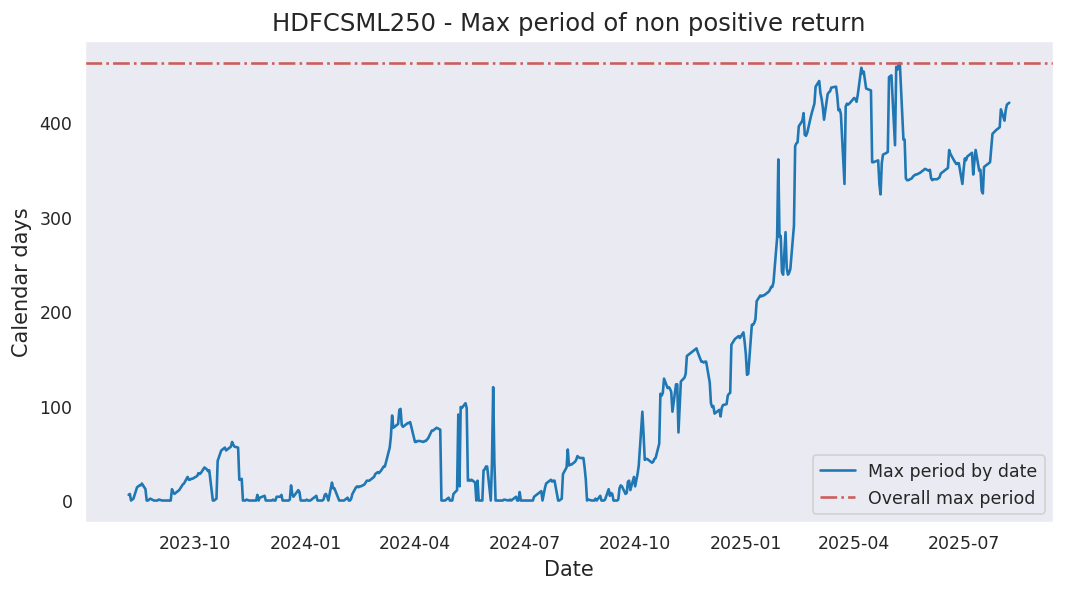 HDFCSML250 - Max period of non positive return
Calendar days
400
300
200
100
0
Max period by date
Overall max period
2023-10
2024-01
2024-04
2024-07
2024-10
2025-01
2025-04
2025-07
Date